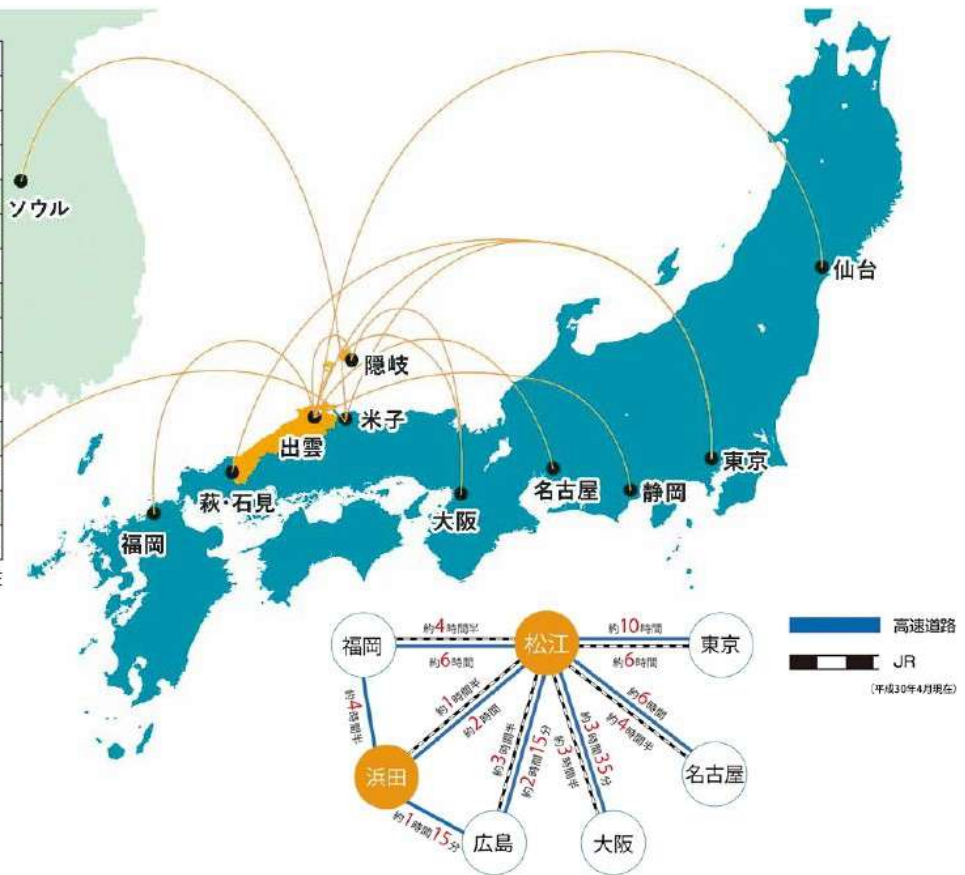 ソウル
仙台
隠岐
米子
出雲
東京
名古屋
静岡
萩・石見
大阪
福岡
福岡
約4時間半
約6時間
松江
約10時間
約6時間
東京
高速道路
JR
(平成30年4月現在)
約4時間半
約1時間半
約2時間
約3時間半
約2時間15分
約3時間35分
約3時間半
約6時間
約4時間半
名古屋
浜田
約1時間15分
広島
大阪